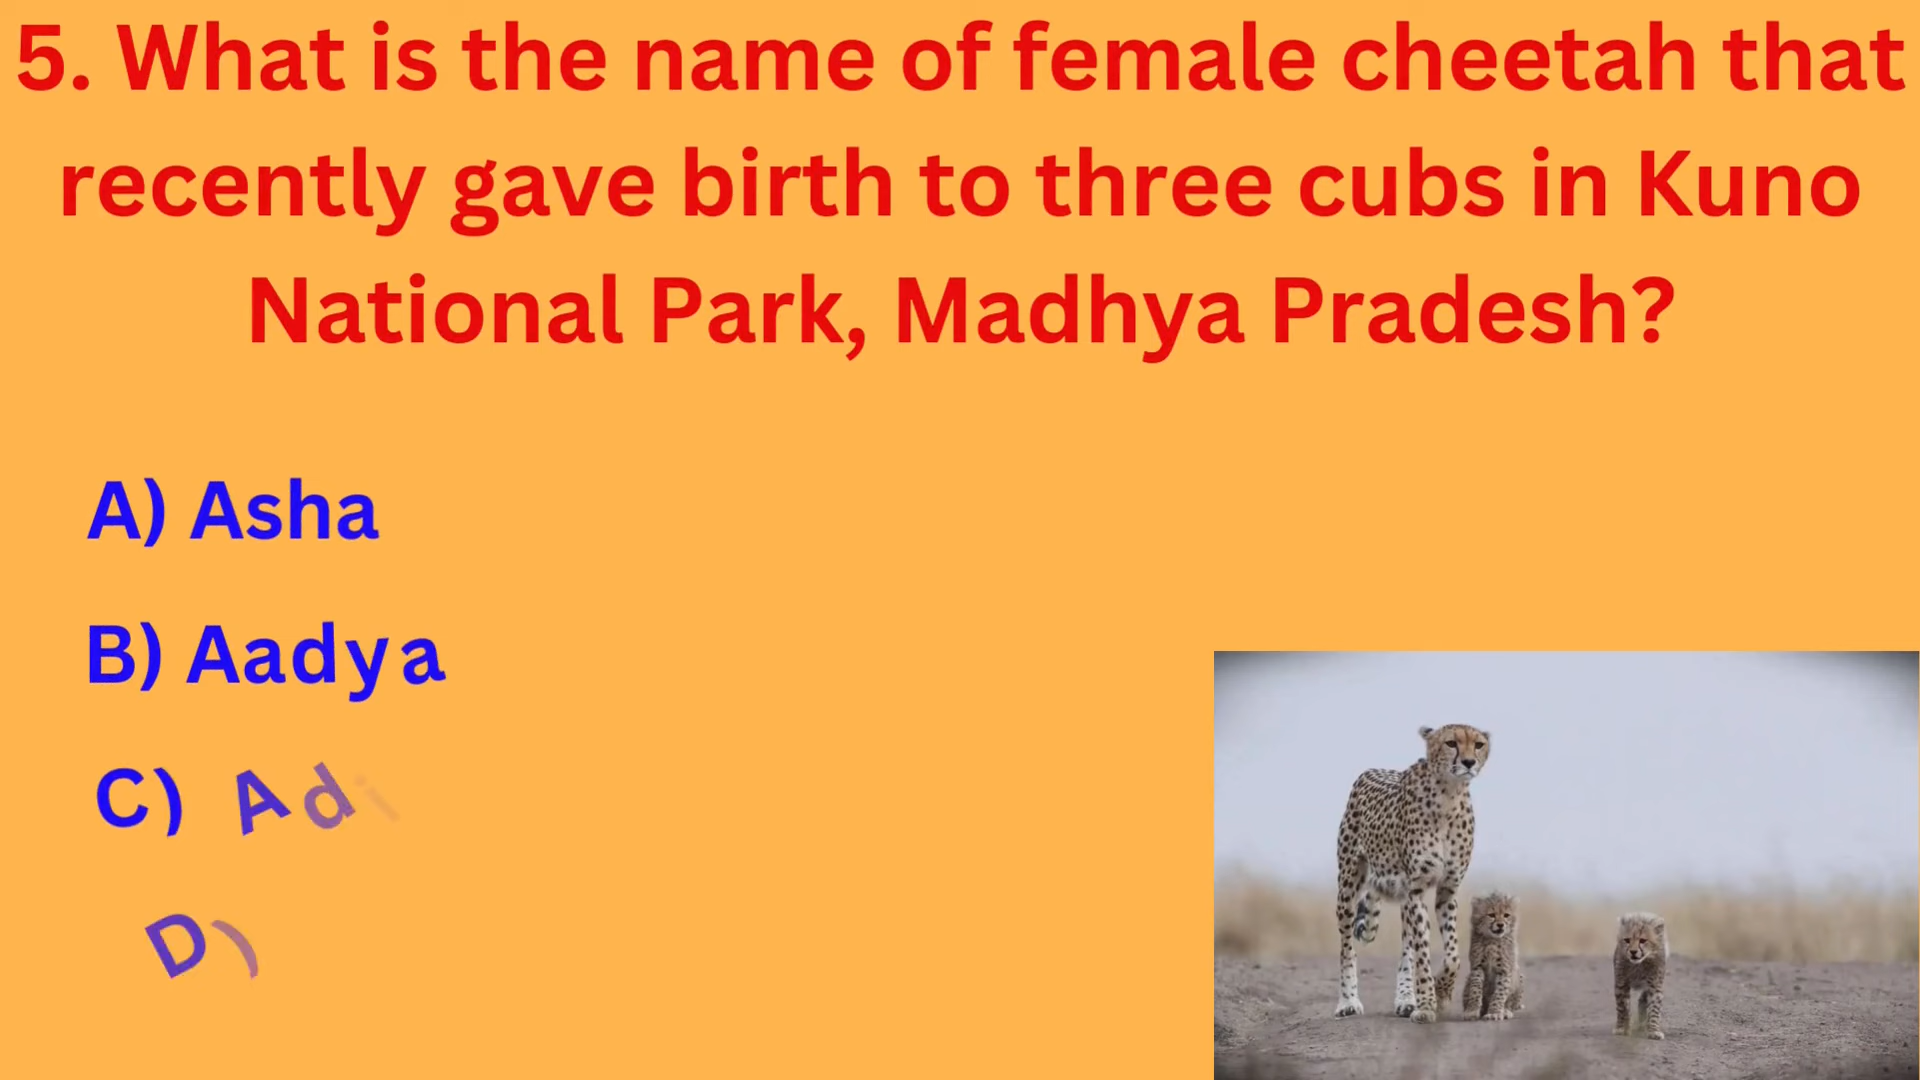 5. What is the name of female cheetah that
recently gave birth to three cubs in Kuno
National Park, Madhya Pradesh?
A) Asha
B) Aadya
C) Adi
D)